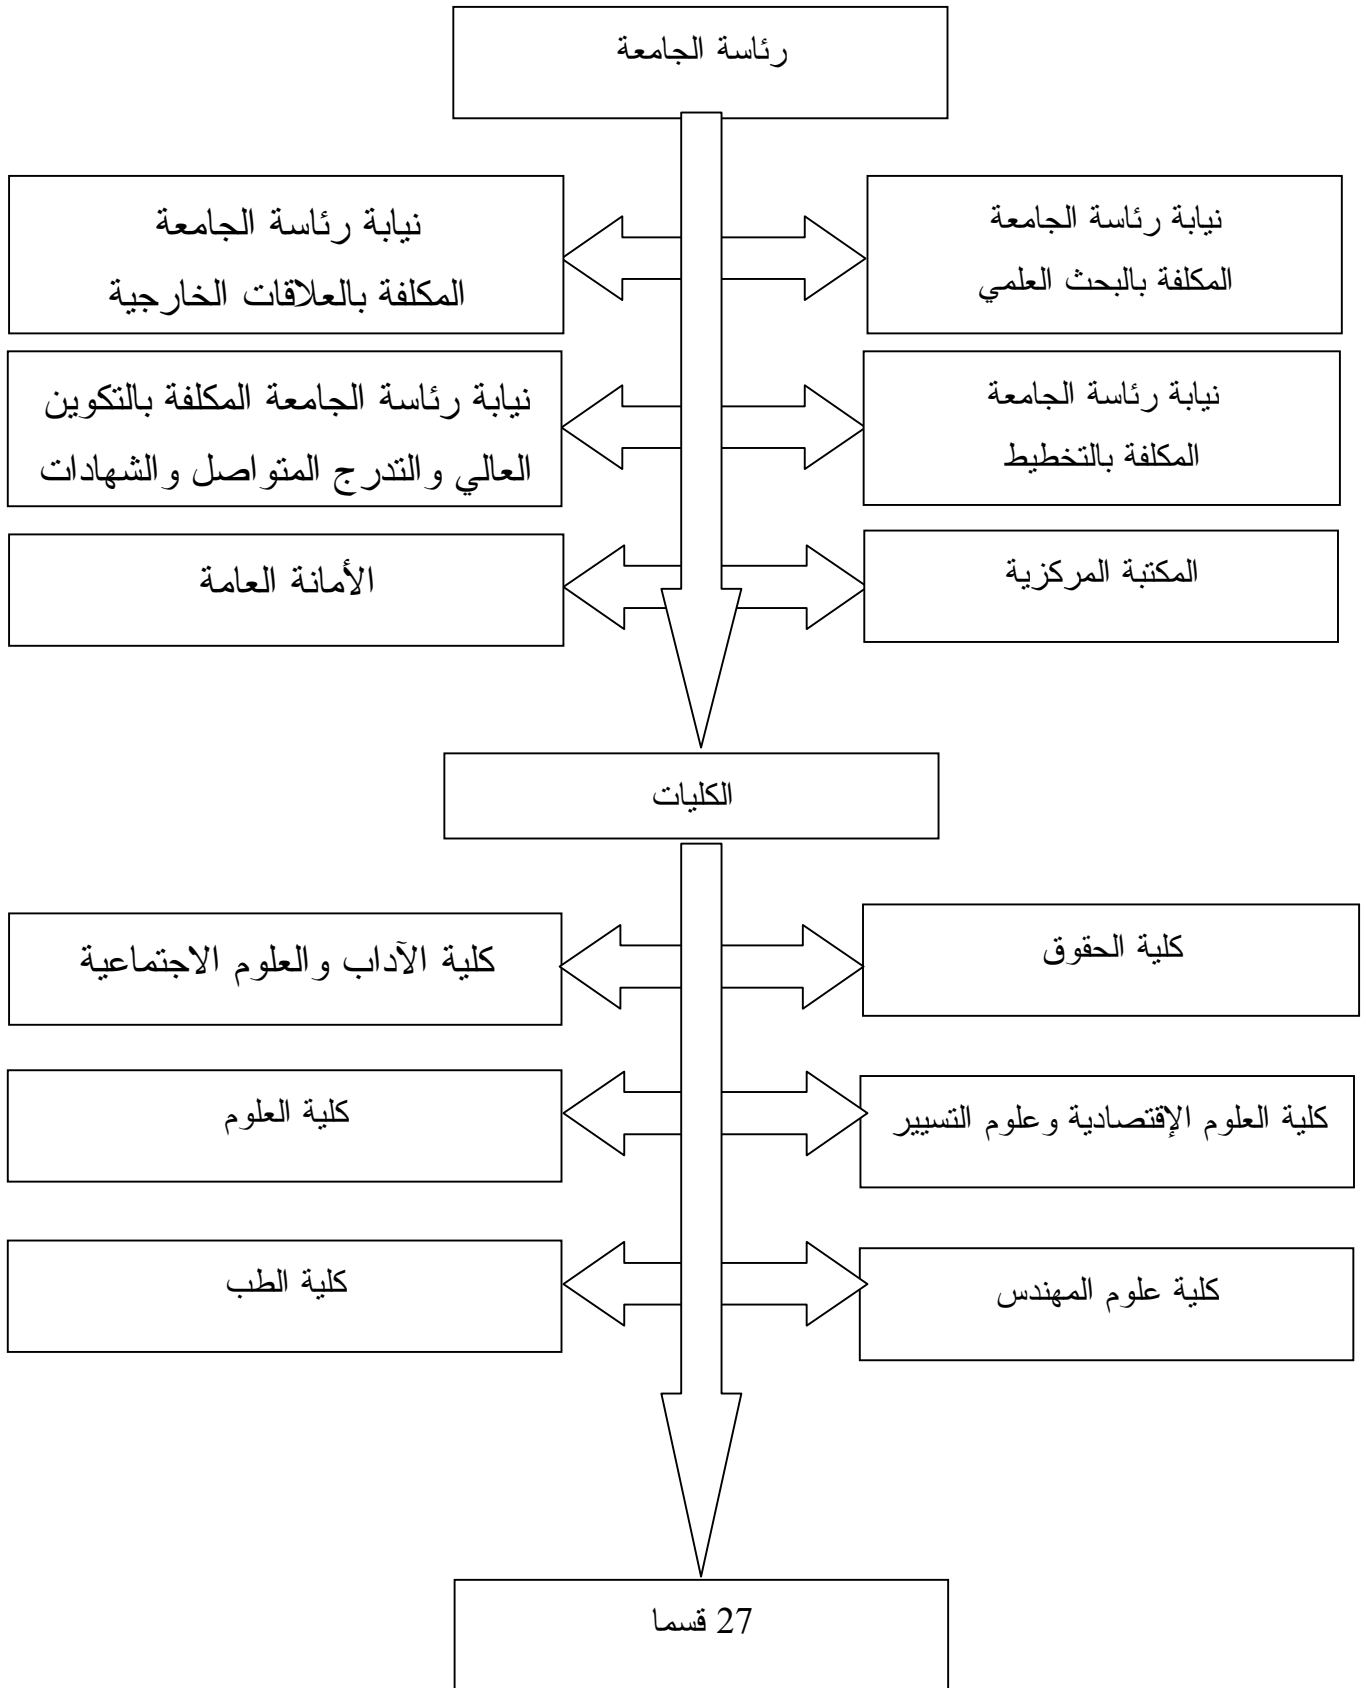 رئاسة الجامعة
نيابة رئاسة الجامعة
المكلفة بالبحث العلمي
نيابة رئاسة الجامعة
المكلفة بالعلاقات الخارجية
نيابة رئاسة الجامعة
المكلفة بالتخطيط
نيابة رئاسة الجامعة المكلفة بالتكوين
العالي والتدرج المتواصل والشهادات
المكتبة المركزية
الأمانة العامة
الكليات
كلية الحقوق
كلية الآداب والعلوم الاجتماعية
كلية العلوم الإقتصادية وعلوم التسيير
كلية العلوم
كلية علوم المهندس
كلية الطب
27 قسما